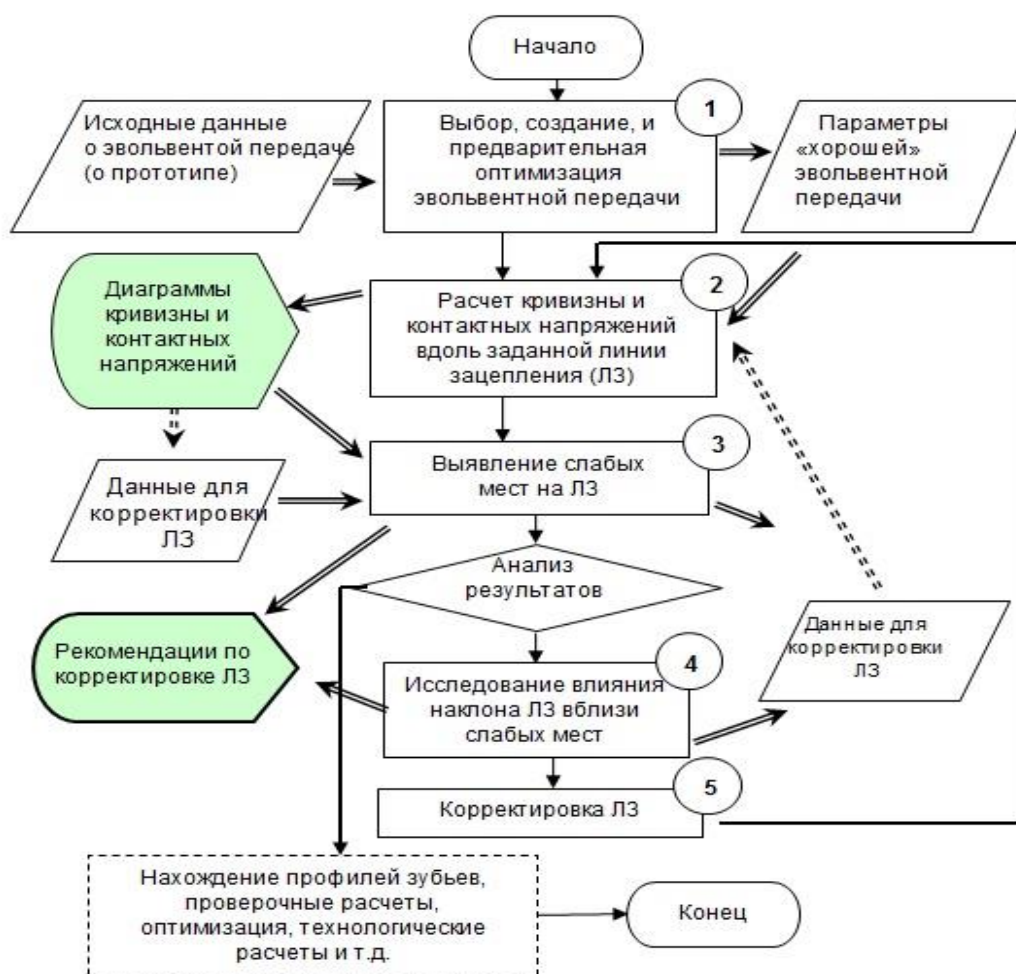 Начало
1
Исходные данные
о эвольвентой передаче
(о прототипе)
Выбор, создание, и
предварительная
оптимизация
эвольвентной передачи
Параметры
«хорошей»
эвольвентной
передачи
2
Диаграммы
кривизны и
контактных
напряжений
Расчет кривизны и
контактных напряжений
вдоль заданной линии
зацепления (ЛЗ)
3
Выявление слабых
мест на ЛЗ
Данные для
корректировки
ЛЗ
Анализ
результатов
Рекомендации по
корректировке ЛЗ
4
Исследование влияния
наклона ЛЗ вблизи
слабых мест
Данные для
корректировки
ЛЗ
5
Корректировка ЛЗ
Нахождение профилей зубьев,
проверочные расчеты,
оптимизация, технологические
расчеты и т.д.
Конец